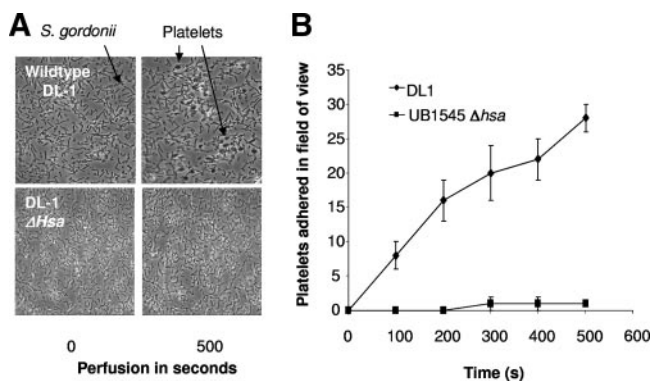 A
S. gordonii
Platelets
Wildtype
DL-1
DL-1
ΔHsa
0
500
Perfusion in seconds
B
Platelets adhered in field of view
35
30
25
20
15
10
5
0
DL1
UB1545 Δhsa
0 100 200 300 400 500 600
Time (s)